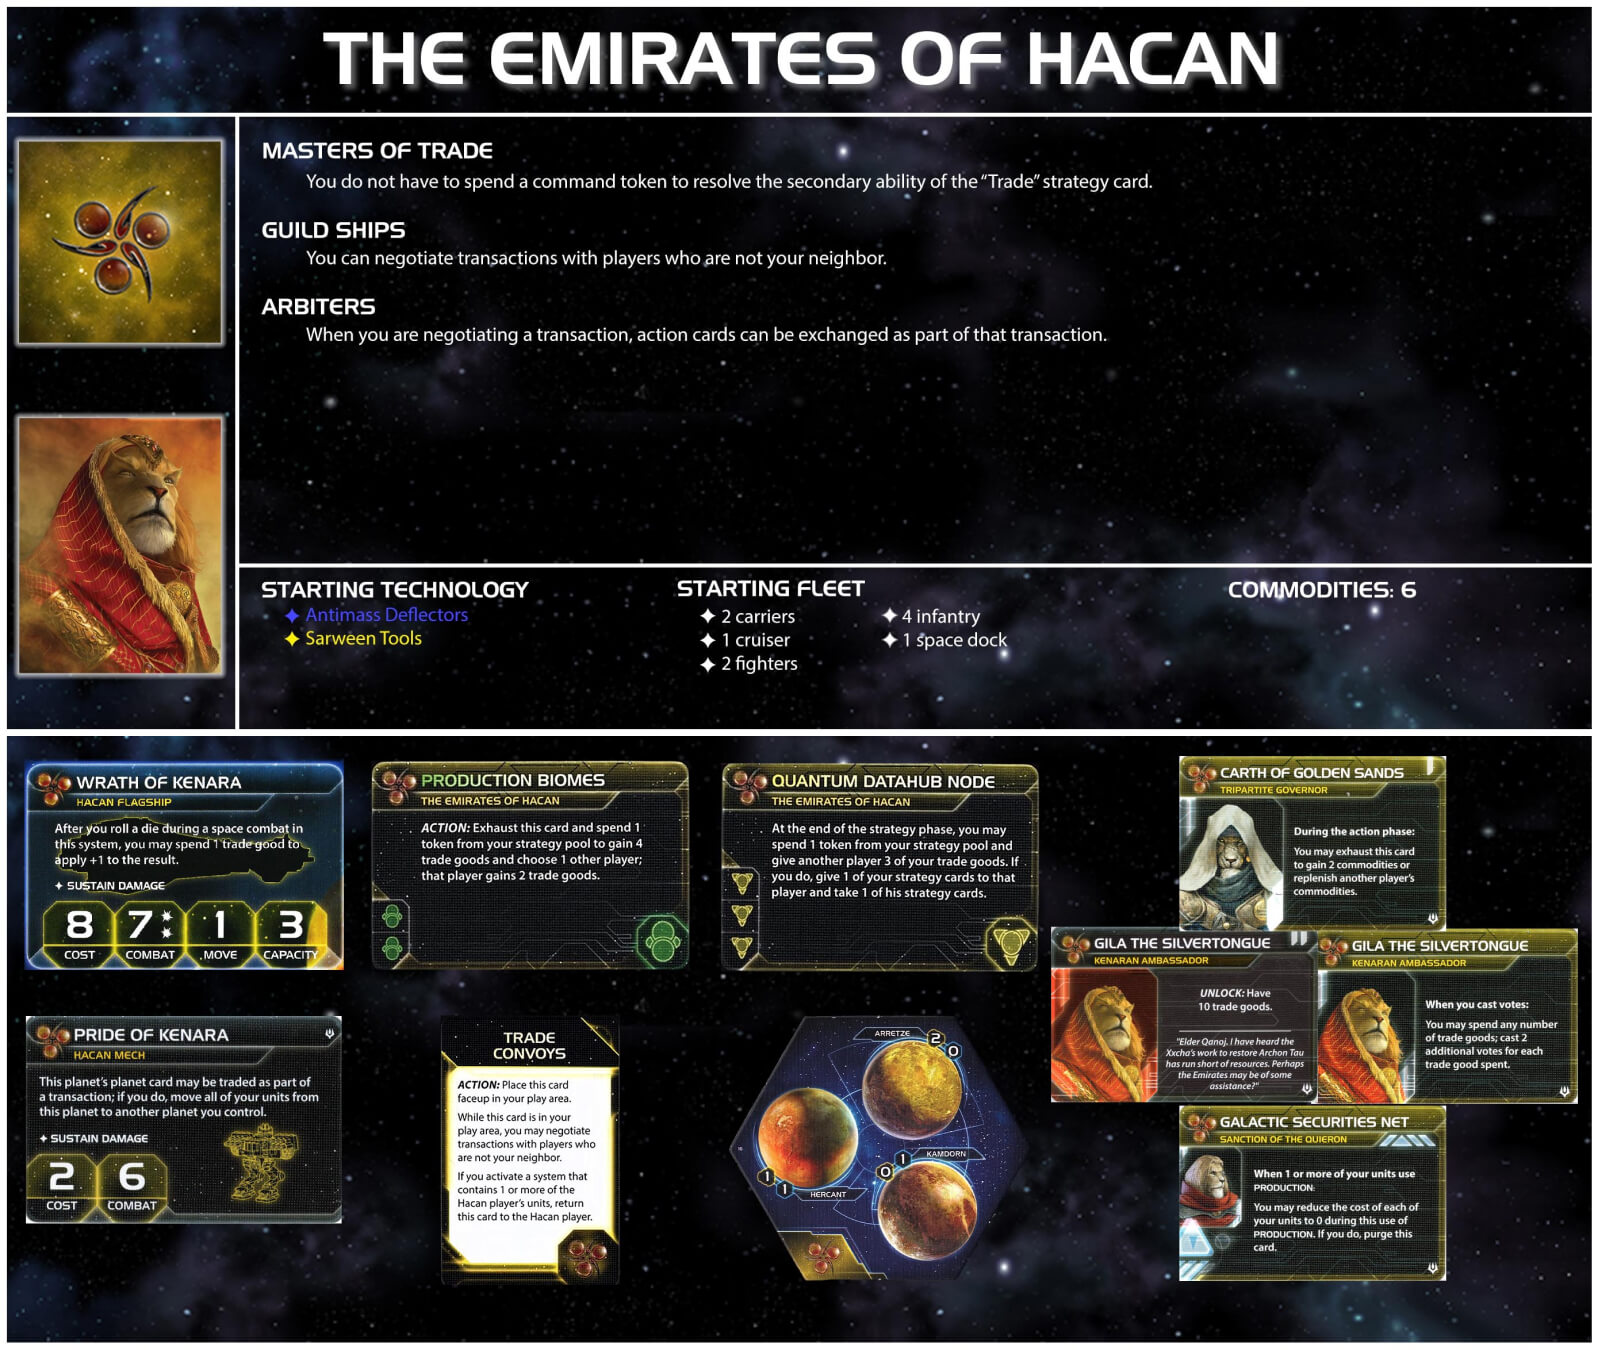 THE EMIRATES OF HACAN
MASTERS OF TRADE
You do not have to spend a command token to resolve the secondary ability of the “Trade” strategy card.
GUILD SHIPS
You can negotiate transactions with players who are not your neighbor.
ARBITERS
When you are negotiating a transaction, action cards can be exchanged as part of that transaction.
STARTING TECHNOLOGY
Antimass Deflectors
Sarween Tools
STARTING FLEET
2 carriers
1 cruiser
2 fighters
4 infantry
1 space dock
COMMODITIES: 6
WRATH OF KENARA
HACAN FLAGSHIP
After you roll a die during a space combat in
this system, you may spend 1 trade good to
apply +1 to the result.
SUSTAIN DAMAGE
8 7 1 3
COST COMBAT MOVE CAPACITY
PRODUCTION BIOMES
THE EMIRATES OF HACAN
ACTION: Exhaust this card and spend 1
token from your strategy pool to gain 4
trade goods and choose 1 other player;
that player gains 2 trade goods.
QUANTUM DATAHUB NODE
THE EMIRATES OF HACAN
At the end of the strategy phase, you may
spend 1 token from your strategy pool and
give another player 3 of your trade goods. If
you do, give 1 of your strategy cards to that
player and take 1 of his strategy cards.
CARTH OF GOLDEN SANDS
TRIPARTITE GOVERNOR
During the action phase:
You may exhaust this card
to gain 2 commodities or
replenish another player's
commodities.
GILA THE SILVERTONGUE
KENARAN AMBASSADOR
UNLOCK: Have
10 trade goods.
"Elder Qanoj, I have heard the
Xxcha's work to restore Archon Tau
has run short of resources. Perhaps
the Emirates may be of some
assistance?"
GILA THE SILVERTONGUE
KENARAN AMBASSADOR
When you cast votes:
You may spend any number
of trade goods; cast 2
additional votes for each
trade good spent.
PRIDE OF KENARA
HACAN MECH
This planet's planet card may be traded as part of
a transaction; if you do, move all of your units from
this planet to another planet you control.
SUSTAIN DAMAGE
2 6
COST COMBAT
TRADE
CONVOYS
ACTION: Place this card
faceup in your play area.
While this card is in your
play area, you may negotiate
transactions with players who
are not your neighbor.
If you activate a system that
contains 1 or more of the
Hacan player's units, return
this card to the Hacan player.
ARRETZE
2 0
KAMDORN
0 1
HERCANT
1 1
GALACTIC SECURITIES NET
SANCTION OF THE QUIERON
When 1 or more of your units use
PRODUCTION:
You may reduce the cost of each of
your units to 0 during this use of
PRODUCTION. If you do, purge this
card.